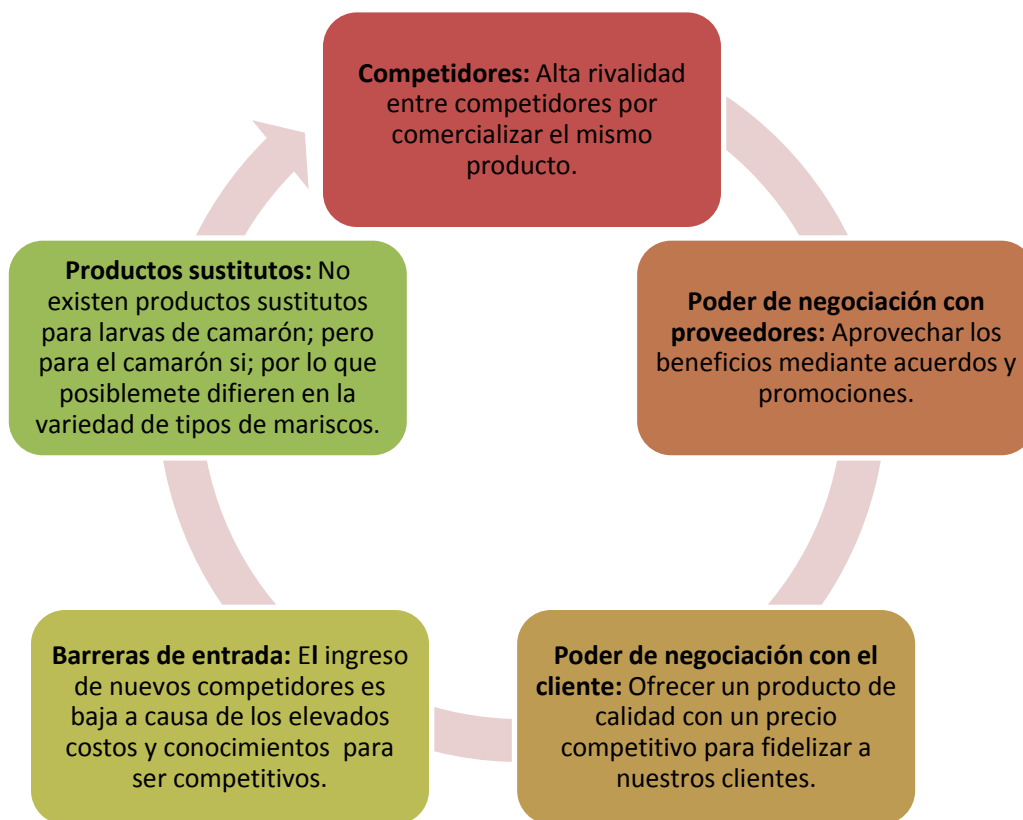 Competidores: Alta rivalidad
entre competidores por
comercializar el mismo
producto.
Poder de negociación con
proveedores: Aprovechar los
beneficios mediante acuerdos y
promociones.
Poder de negociación con el
cliente: Ofrecer un producto de
calidad con un precio
competitivo para fidelizar a
nuestros clientes.
Barreras de entrada: El ingreso
de nuevos competidores es
baja a causa de los elevados
costos y conocimientos para
ser competitivos.
Productos sustitutos: No
existen productos sustitutos
para larvas de camarón; pero
para el camarón si; por lo que
posiblemete difieren en la
variedad de tipos de mariscos.